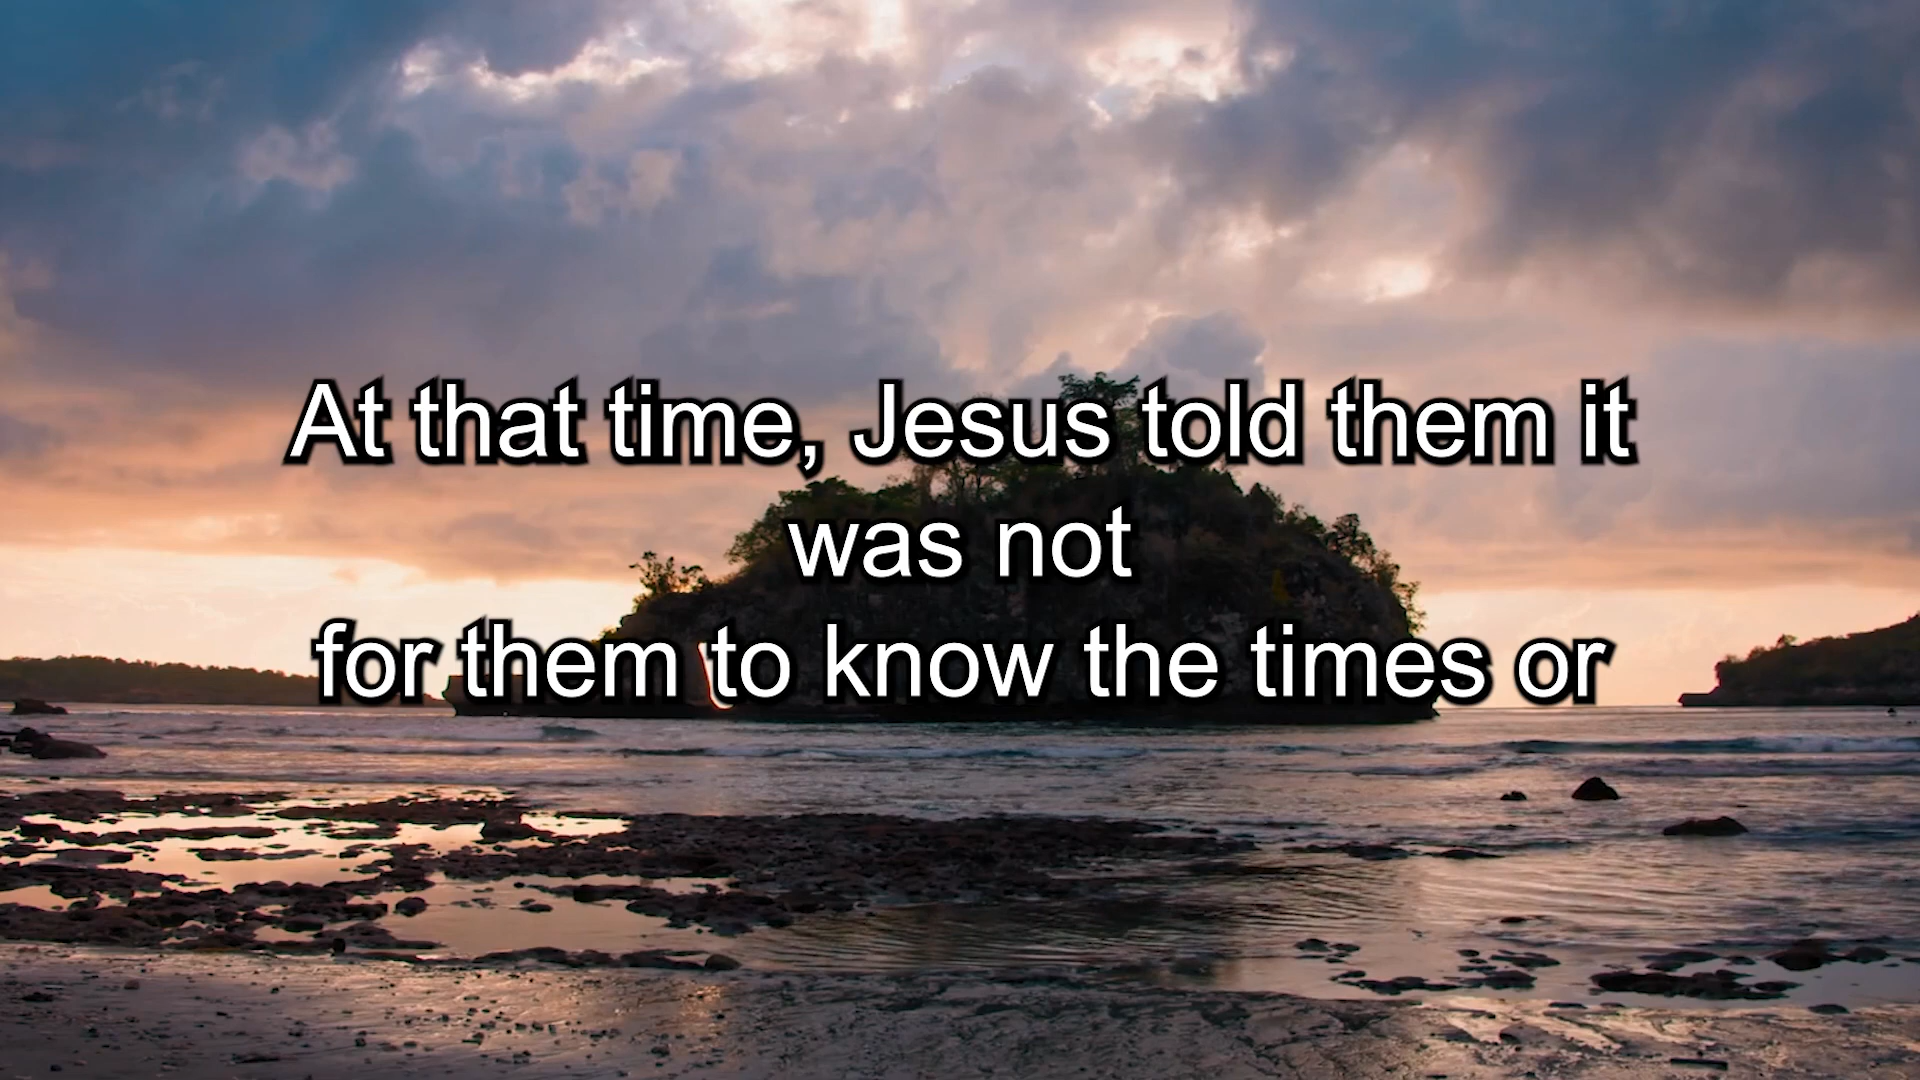 At that time, Jesus told them it
was not
for them to know the times or